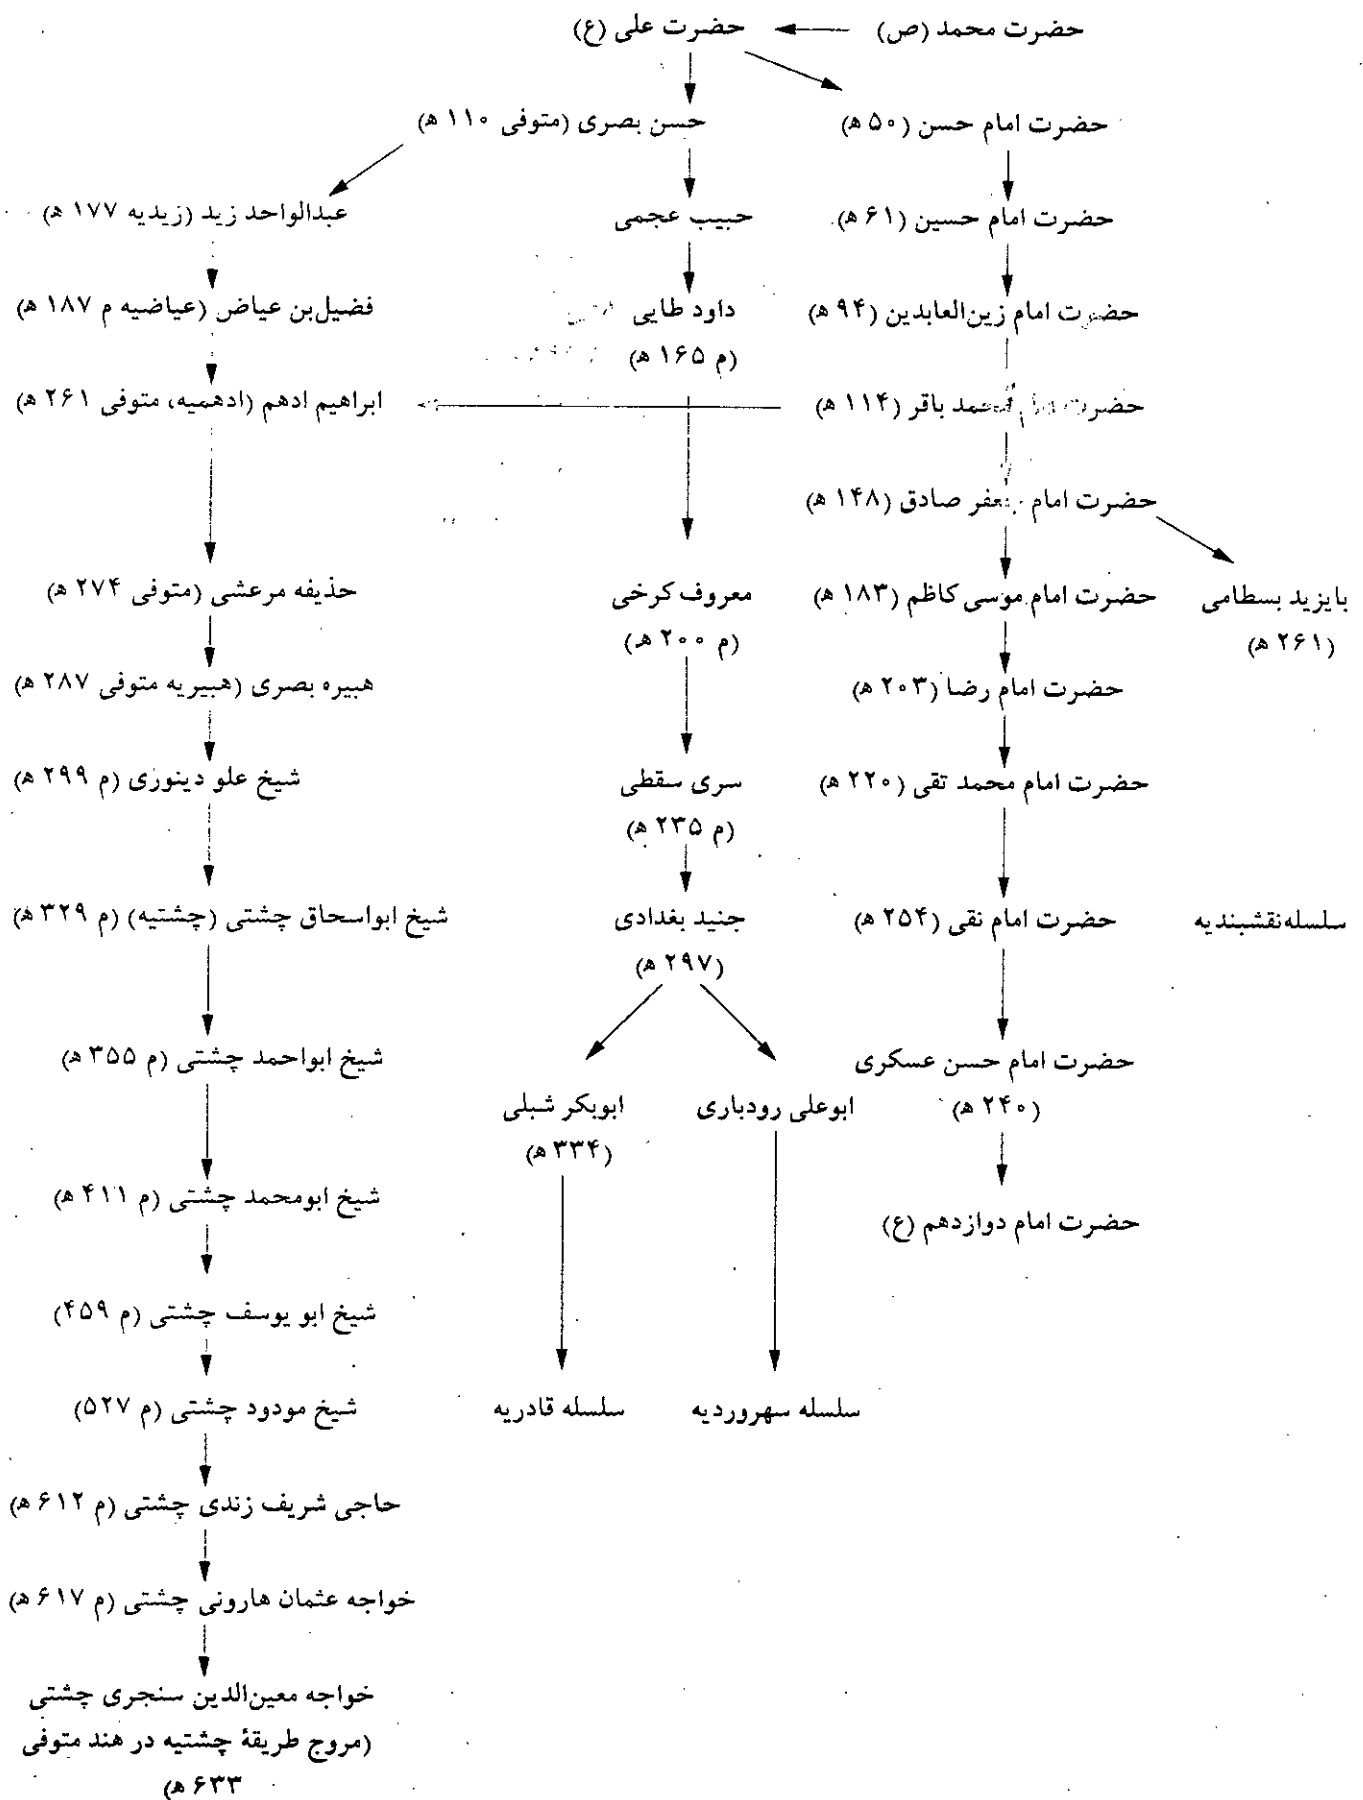 حضرت محمد (ص) حضرت علی (ع)
حضرت امام حسن (۵۰ ه) حسن بصری (متوفی ۱۱۰ ه)
حضرت امام حسین (۶۱ ه) حبیب عجمی عبدالواحد زید (زیدیه ۱۷۷ ه)
حضرت امام زین‌العابدین (۹۴ ه) داود طایی فضیل‌بن عیاض (عیاضیه م ۱۸۷ ه)
(م ۱۶۵ ه)
حضرت محمد باقر (۱۱۴ ه) ابراهیم ادهم (ادهمیه، متوفی ۲۶۱ ه)
حضرت امام جعفر صادق (۱۴۸ ه)
بایزید بسطامی حضرت امام موسی کاظم (۱۸۳ ه) معروف کرخی حذیفه مرعشی (متوفی ۲۷۴ ه)
(۲۶۱ ه) (م ۲۰۰ ه)
حضرت امام رضا (۲۰۳ ه) هبیره بصری (هبیریه متوفی ۲۸۷ ه)
حضرت امام محمد تقی (۲۲۰ ه) سری سقطی شیخ علو دینوری (م ۲۹۹ ه)
(م ۲۳۵ ه)
سلسله‌نقشبندیه حضرت امام نقی (۲۵۴ ه) جنید بغدادی شیخ ابواسحاق چشتی (چشتیه) (م ۳۲۹ ه)
(۲۹۷ ه)
حضرت امام حسن عسکری شیخ ابواحمد چشتی (م ۳۵۵ ه)
(۲۴۰ ه) ابوعلی رودباری ابوبکر شبلی
(۳۳۴ ه)
حضرت امام دوازدهم (ع) شیخ ابومحمد چشتی (م ۴۱۱ ه)
شیخ ابو یوسف چشتی (م ۴۵۹)
سلسله سهروردیه سلسله قادریه شیخ مودود چشتی (م ۵۲۷)
حاجی شریف زندی چشتی (م ۶۱۲ ه)
خواجه عثمان هارونی چشتی (م ۶۱۷ ه)
خواجه معین‌الدین سنجری چشتی
(مروج طریقهٔ چشتیه در هند متوفی
۶۳۳ ه)